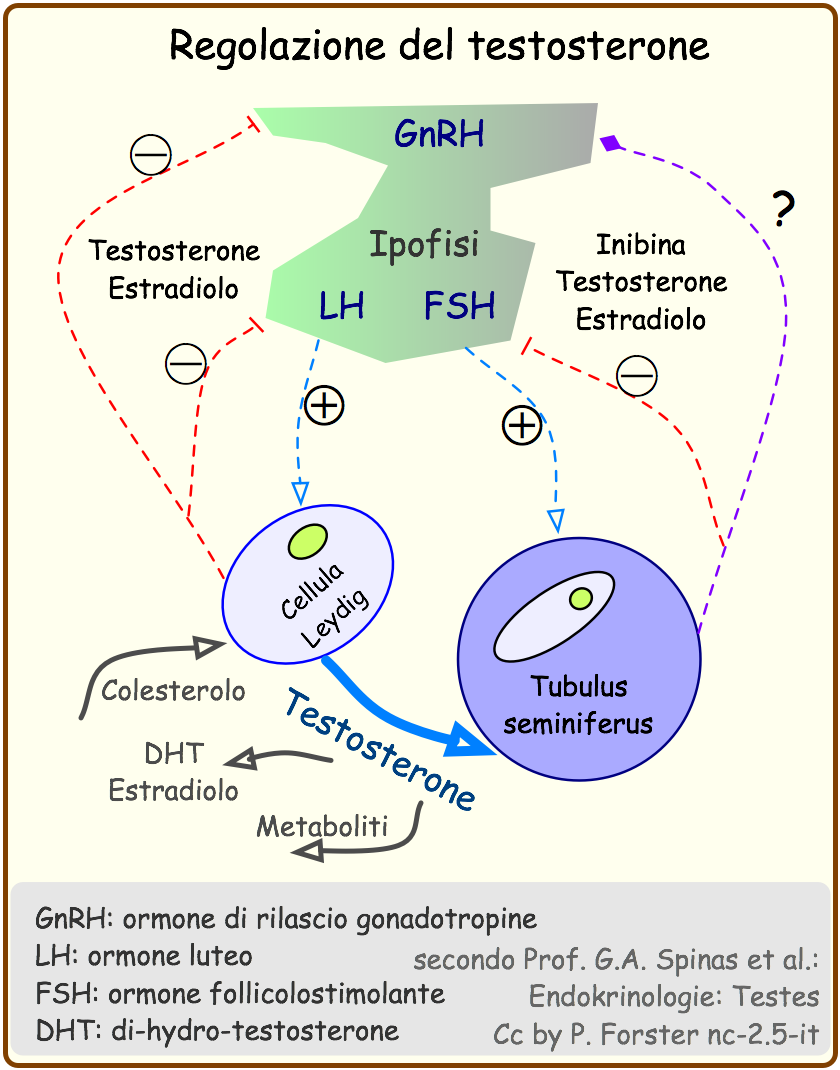 Regolazione del testosterone
GnRH
Ipofisi
LH
FSH
Testosterone
Estradiolo
Inibina
Testosterone
Estradiolo
?
Cellula
Leydig
Tubulus
seminiferus
Colesterolo
Testosterone
DHT
Estradiolo
Metaboliti
GnRH: ormone di rilascio gonadotropine
LH: ormone luteo
FSH: ormone follicolostimolante
DHT: di-hydro-testosterone
secondo Prof. G.A. Spinas et al.:
Endokrinologie: Testes
Cc by P. Forster nc-2.5-it